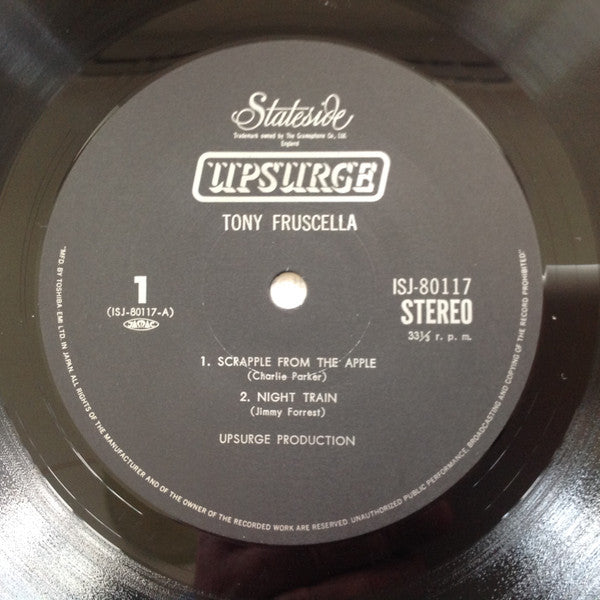 Stateside
Trademark owned by The Gramophone Co., Ltd.
England
UPSURGE
TONY FRUSCELLA
1
(ISJ-80117-A)
JASRAC
ISJ-80117
STEREO
33⅓ r. p. m.
1. SCRAPPLE FROM THE APPLE
(Charlie Parker)
2. NIGHT TRAIN
(Jimmy Forrest)
UPSURGE PRODUCTION
"MFD. BY TOSHIBA EMI LTD. IN JAPAN. ALL RIGHTS OF THE MANUFACTURER AND OF THE OWNER OF THE RECORDED WORK ARE RESERVED. UNAUTHORIZED PUBLIC PERFORMANCE, BROADCASTING AND COPYING OF THE RECORD PROHIBITED."